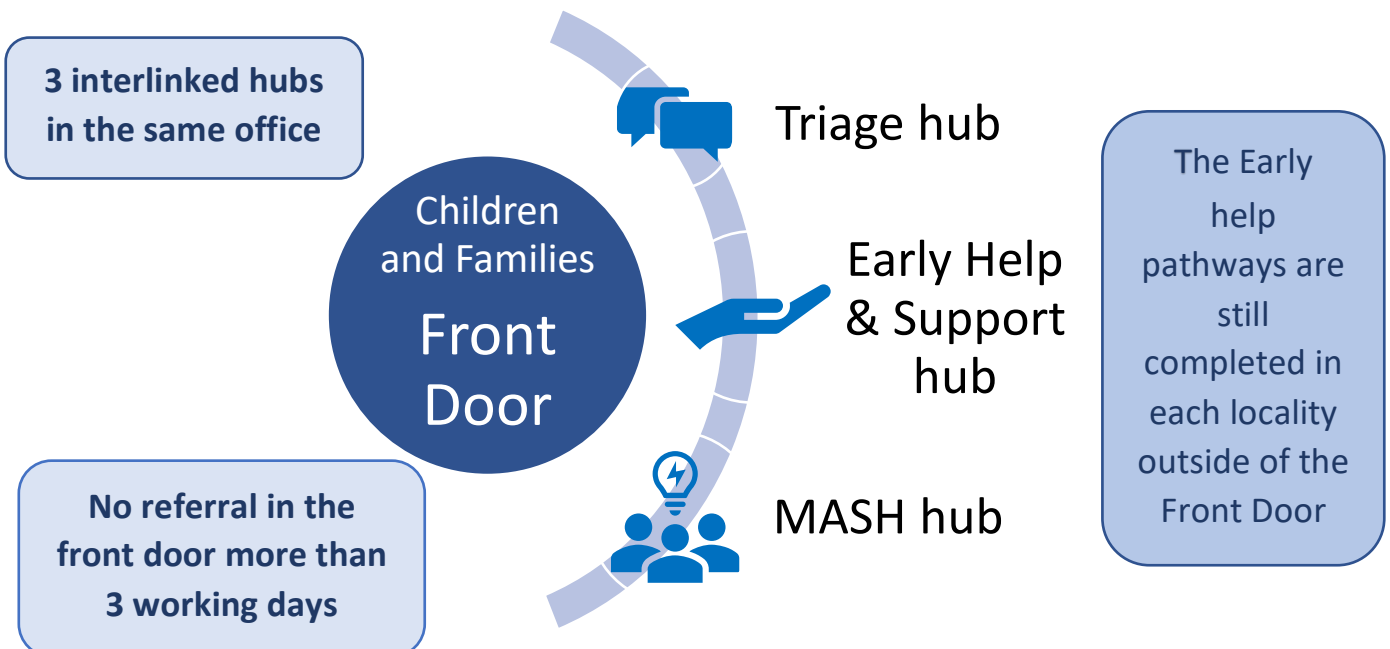 3 interlinked hubs
in the same office
Children
and Families
Front
Door
No referral in the
front door more than
3 working days
Triage hub
Early Help
& Support
hub
MASH hub
The Early
help
pathways are
still
completed in
each locality
outside of the
Front Door